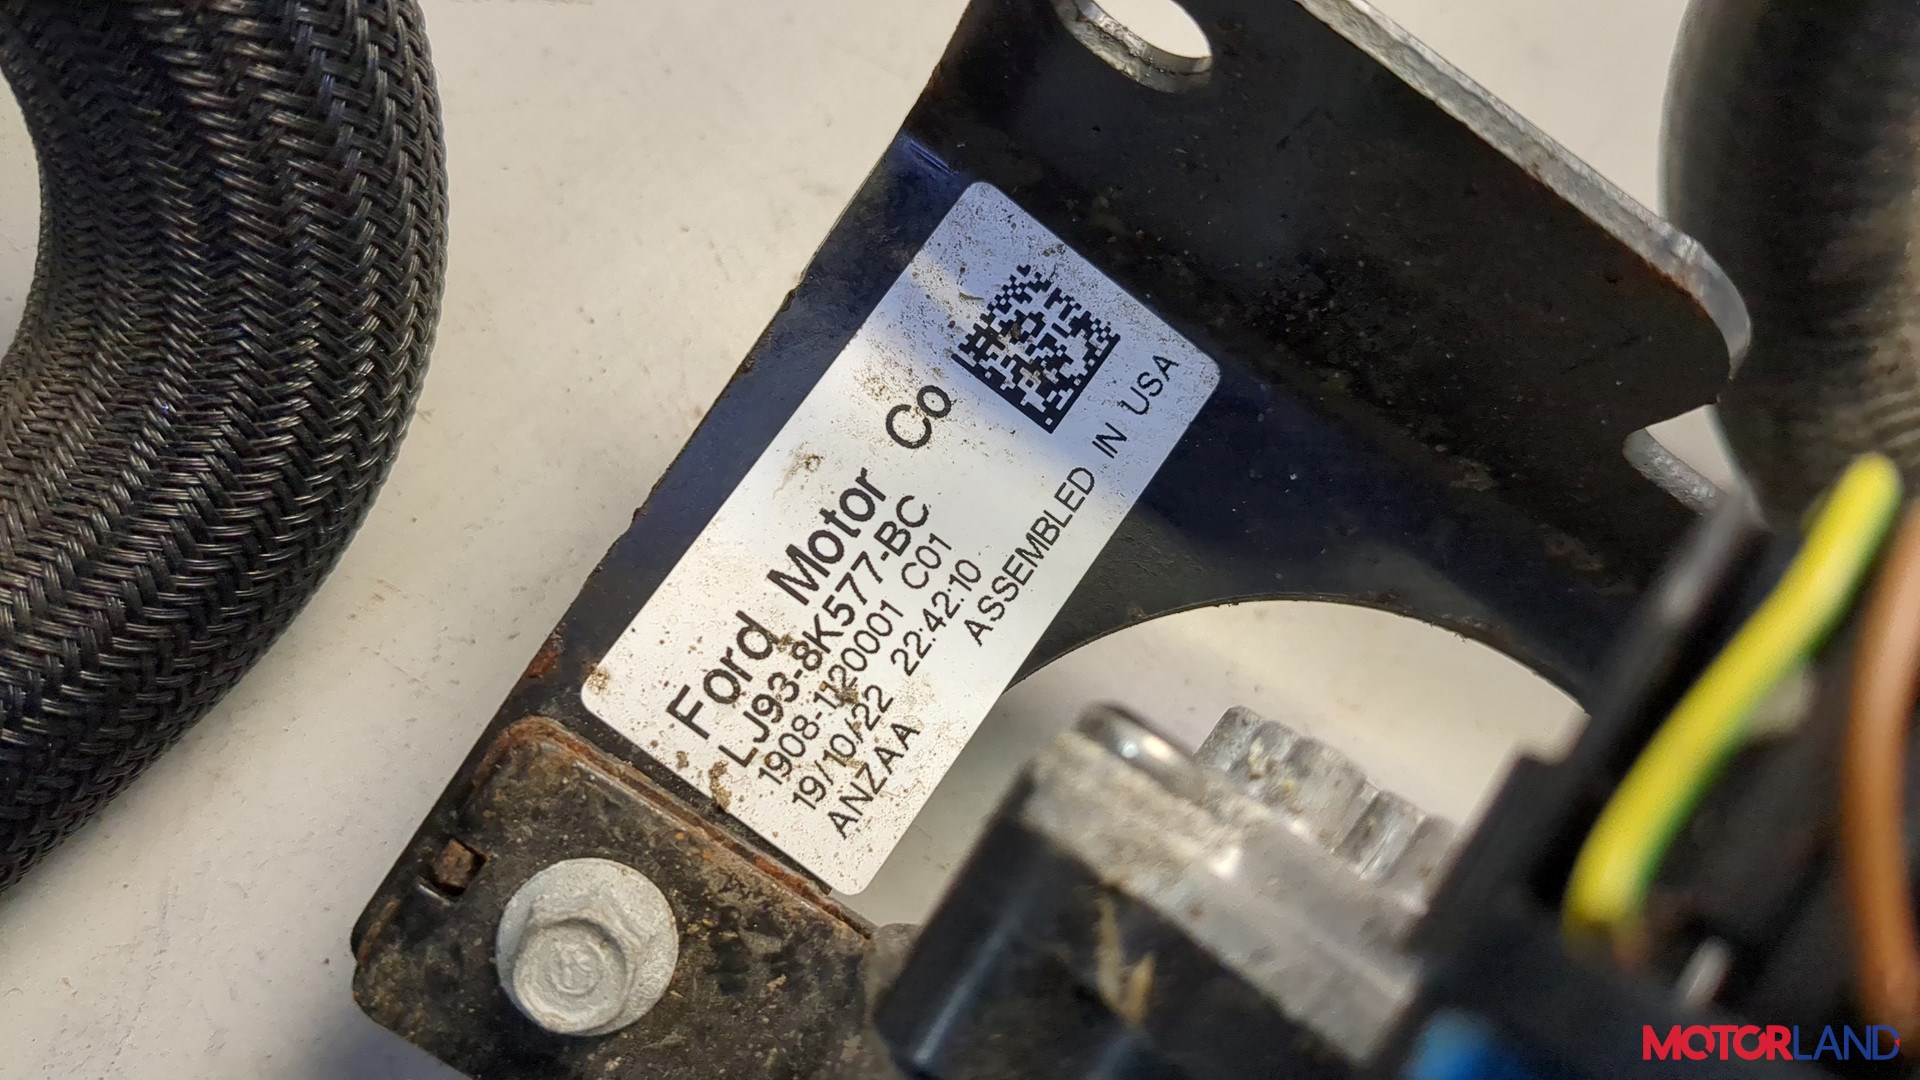 Ford Motor Co
LJ93-8K577-BC
1908-1120001 C01
19/10/22 22:42:10
ANZAA ASSEMBLED IN USA
MOTORLAND